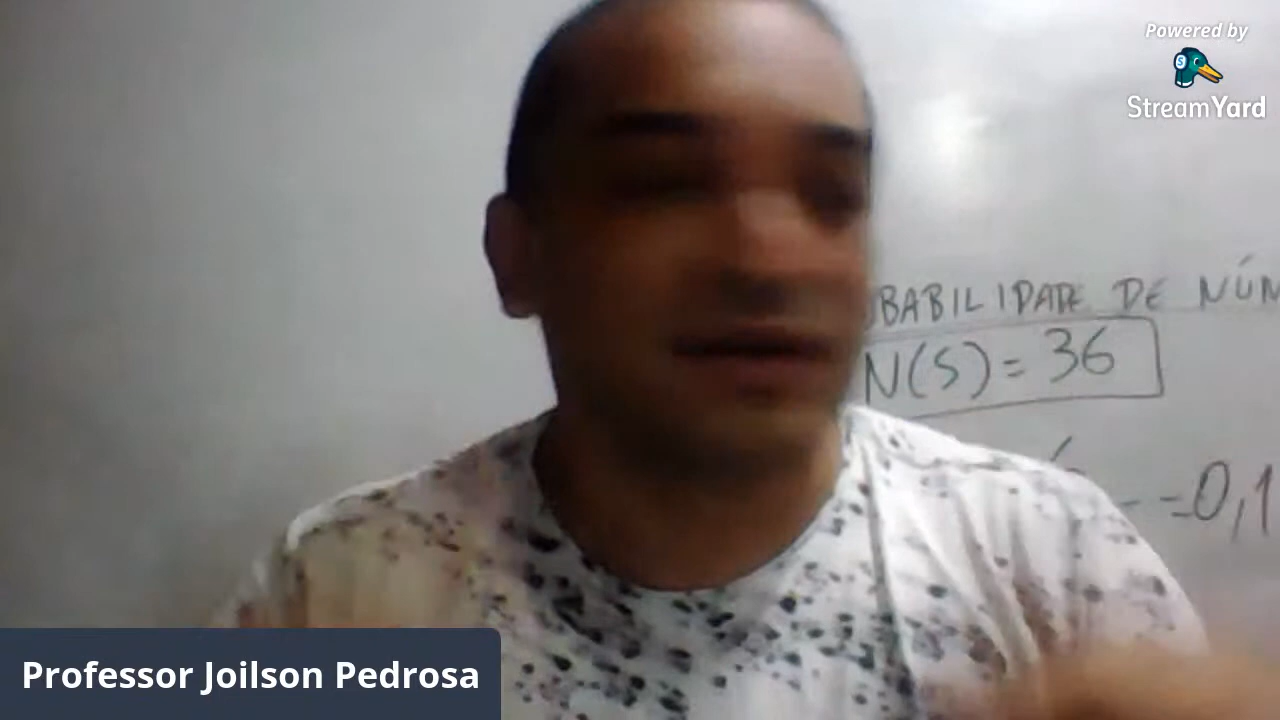 Powered by
StreamYard
BABILIDADE DE NÚM
N(S) = 36
= 0,1
Professor Joilson Pedrosa